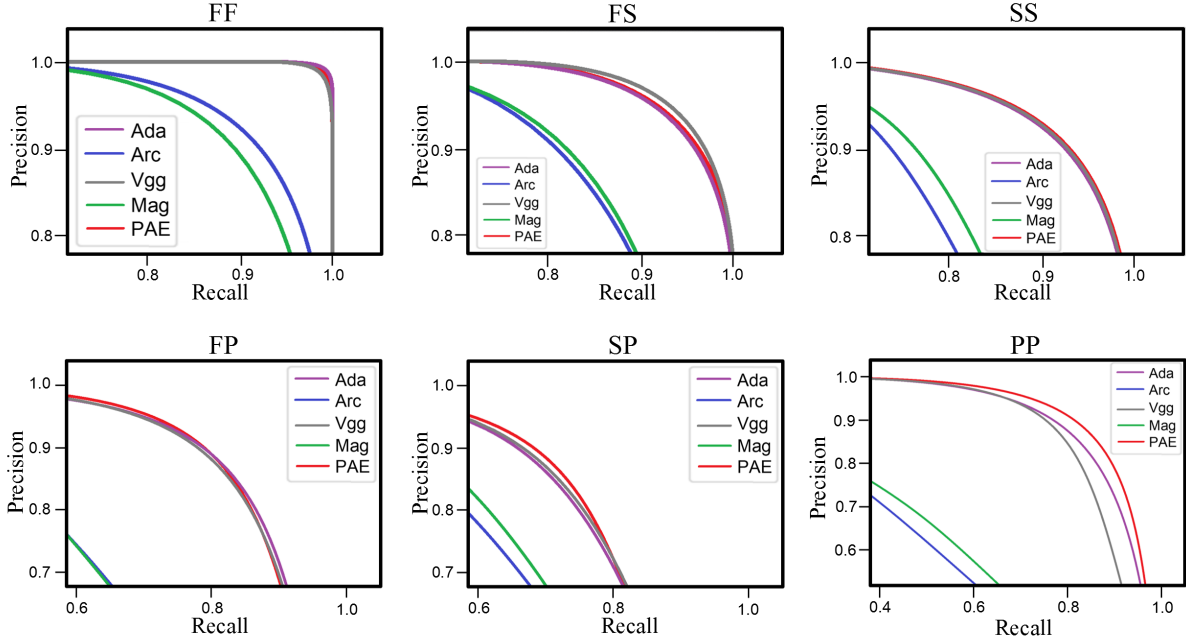 FF
Precision
1.0
0.9
0.8
Ada
Arc
Vgg
Mag
PAE
0.8
0.9
1.0
Recall
FS
Precision
1.0
0.9
0.8
Ada
Arc
Vgg
Mag
PAE
0.8
0.9
1.0
Recall
SS
Precision
1.0
0.9
0.8
Ada
Arc
Vgg
Mag
PAE
0.8
0.9
1.0
Recall
FP
Precision
1.0
0.9
0.8
0.7
Ada
Arc
Vgg
Mag
PAE
0.6
0.8
1.0
Recall
SP
Precision
1.0
0.9
0.8
0.7
Ada
Arc
Vgg
Mag
PAE
0.6
0.8
1.0
Recall
PP
Precision
1.0
0.9
0.8
0.7
0.6
Ada
Arc
Vgg
Mag
PAE
0.4
0.6
0.8
1.0
Recall